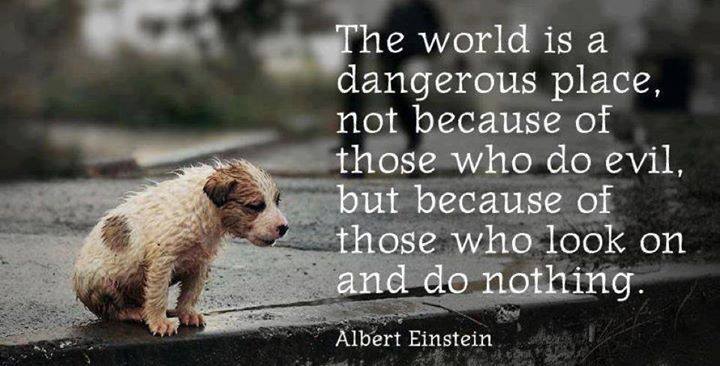 The world is a
dangerous place,
not because of
those who do evil,
but because of
those who look on
and do nothing.
Albert Einstein